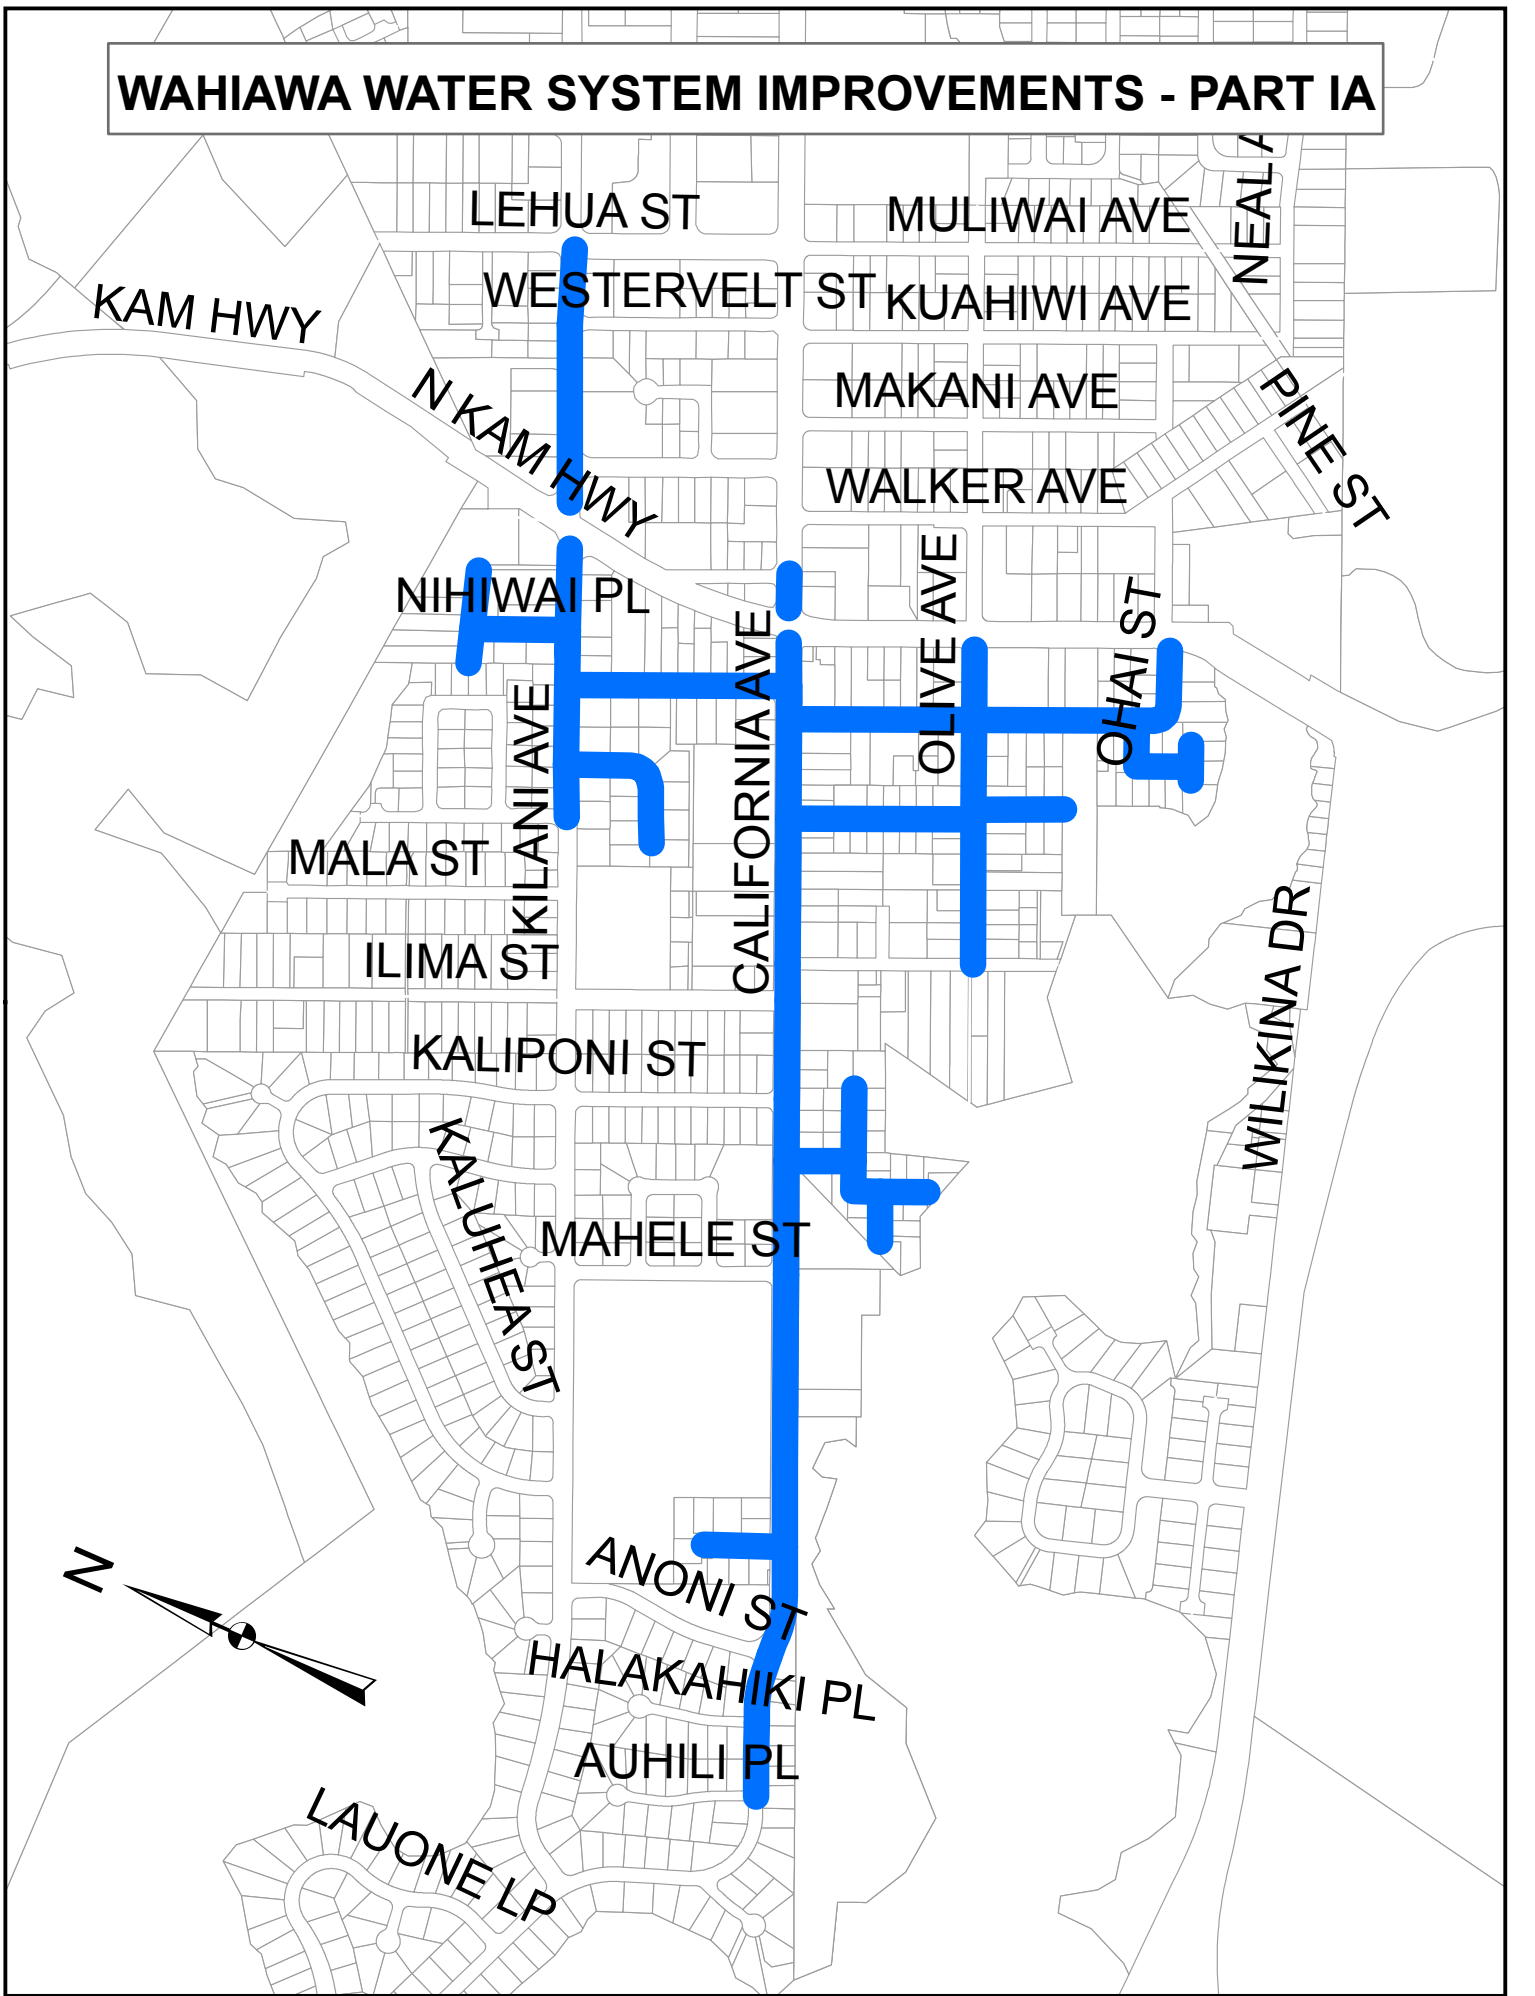 WAHIAWA WATER SYSTEM IMPROVEMENTS - PART IA
LEHUA ST
MULIWAI AVE
WESTERVELT ST
KUAHIWI AVE
KAM HWY
MAKANI AVE
N KAM HWY
PINE ST
WALKER AVE
NIHIWAI PL
OLIVE AVE
OHAI ST
CALIFORNIA AVE
KILANI AVE
MALA ST
ILIMA ST
WILIKINA DR
KALIPONI ST
KALUHEA ST
MAHELE ST
ANONI ST
N
HALAKAHIKI PL
AUHILI PL
LAUONE LP